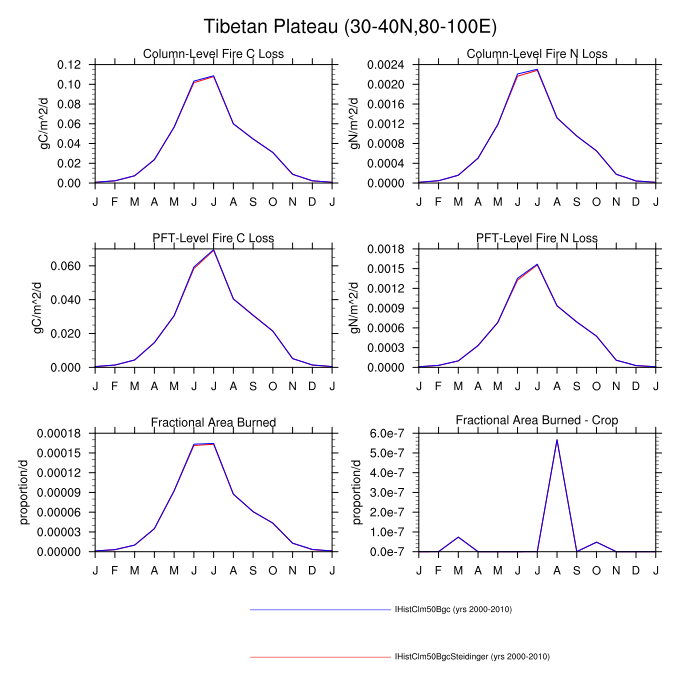 Tibetan Plateau (30-40N,80-100E)
Column-Level Fire C Loss
gC/m^2/d
0.12
0.10
0.08
0.06
0.04
0.02
0.00
J F M A M J J A S O N D J
Column-Level Fire N Loss
gN/m^2/d
0.0024
0.0020
0.0016
0.0012
0.0008
0.0004
0.0000
J F M A M J J A S O N D J
PFT-Level Fire C Loss
gC/m^2/d
0.060
0.040
0.020
0.000
J F M A M J J A S O N D J
PFT-Level Fire N Loss
gN/m^2/d
0.0018
0.0015
0.0012
0.0009
0.0006
0.0003
0.0000
J F M A M J J A S O N D J
Fractional Area Burned
proportion/d
0.00018
0.00015
0.00012
0.00009
0.00006
0.00003
0.00000
J F M A M J J A S O N D J
Fractional Area Burned - Crop
proportion/d
6.0e-7
5.0e-7
4.0e-7
3.0e-7
2.0e-7
1.0e-7
0.0e-7
J F M A M J J A S O N D J
IHistClm50Bgc (yrs 2000-2010)
IHistClm50BgcSteidinger (yrs 2000-2010)